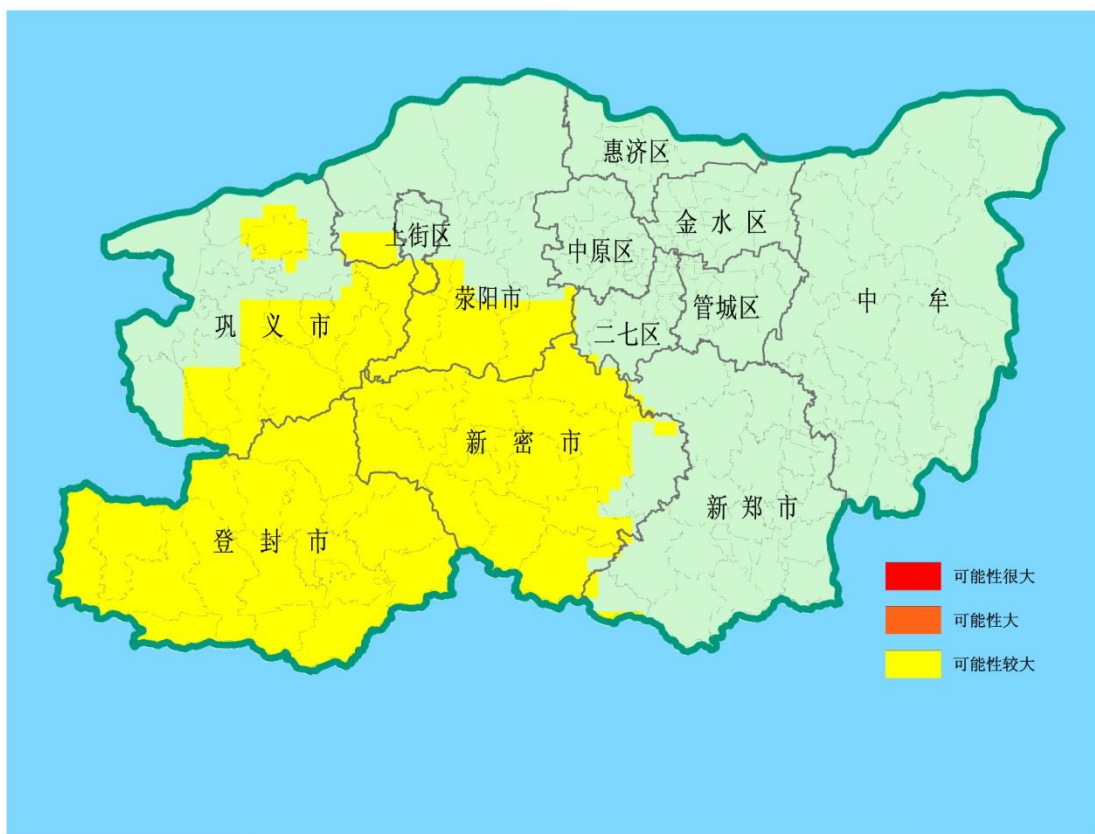 惠济区
金水区
上街区
中原区
荥阳市
管城区
中牟
巩义市
二七区
新密市
新郑市
登封市
可能性很大
可能性大
可能性较大